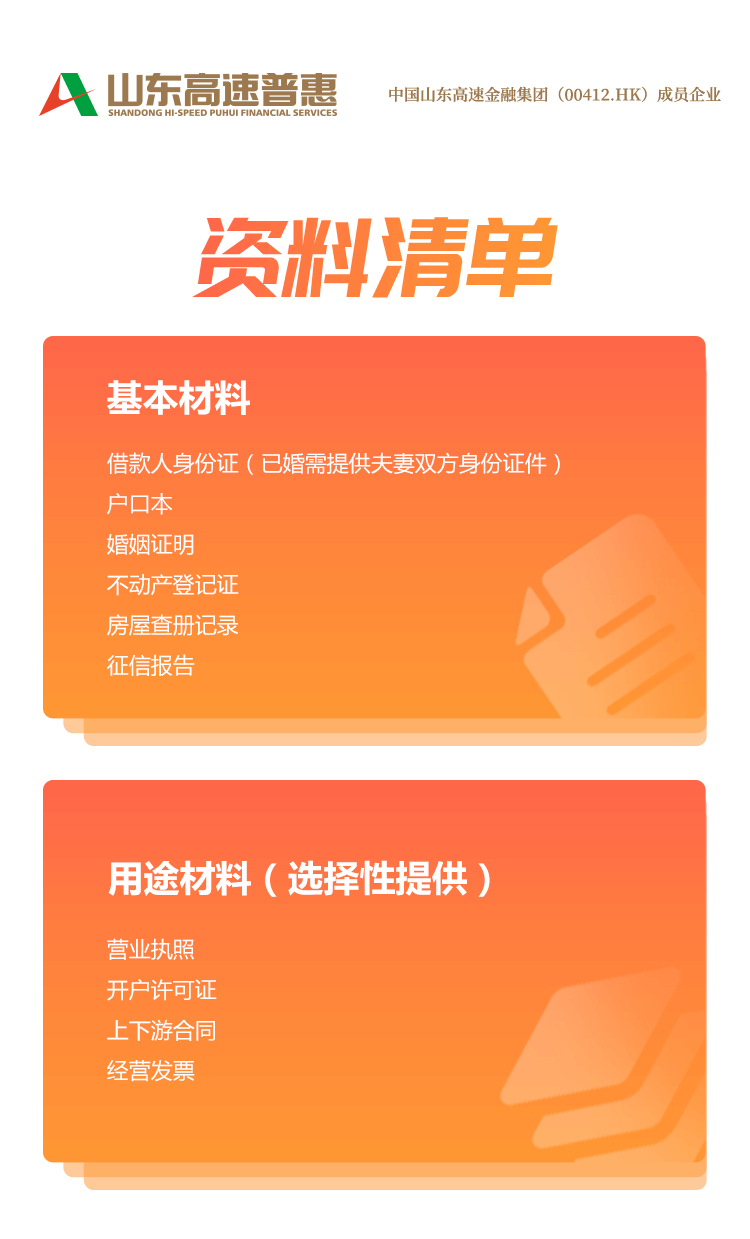 山东高速普惠
SHANDONG HI-SPEED PUHUI FINANCIAL SERVICES
中国山东高速金融集团（00412.HK）成员企业
资料清单
基本材料
借款人身份证（已婚需提供夫妻双方身份证件）
户口本
婚姻证明
不动产登记证
房屋查册记录
征信报告
用途材料（选择性提供）
营业执照
开户许可证
上下游合同
经营发票